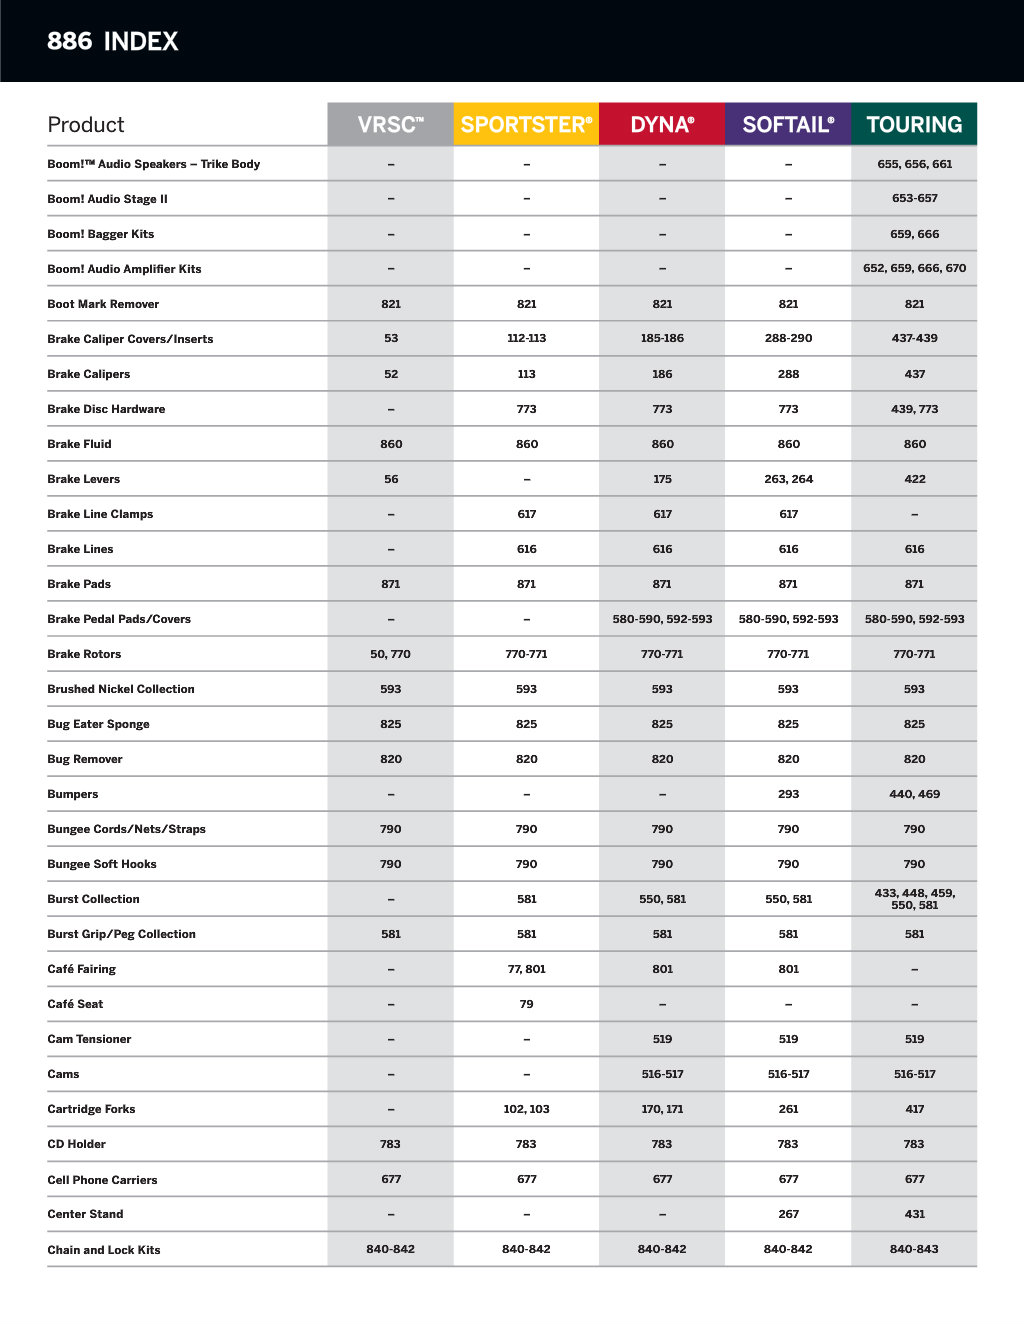 886 INDEX
Product VRSC™ SPORTSTER® DYNA® SOFTAIL® TOURING
Boom!™ Audio Speakers – Trike Body – – – – 655, 656, 661
Boom! Audio Stage II – – – – 653-657
Boom! Bagger Kits – – – – 659, 666
Boom! Audio Amplifier Kits – – – – 652, 659, 666, 670
Boot Mark Remover 821 821 821 821 821
Brake Caliper Covers/Inserts 53 112-113 185-186 288-290 437-439
Brake Calipers 52 113 186 288 437
Brake Disc Hardware – 773 773 773 439, 773
Brake Fluid 860 860 860 860 860
Brake Levers 56 – 175 263, 264 422
Brake Line Clamps – 617 617 617 –
Brake Lines – 616 616 616 616
Brake Pads 871 871 871 871 871
Brake Pedal Pads/Covers – – 580-590, 592-593 580-590, 592-593 580-590, 592-593
Brake Rotors 50, 770 770-771 770-771 770-771 770-771
Brushed Nickel Collection 593 593 593 593 593
Bug Eater Sponge 825 825 825 825 825
Bug Remover 820 820 820 820 820
Bumpers – – – 293 440, 469
Bungee Cords/Nets/Straps 790 790 790 790 790
Bungee Soft Hooks 790 790 790 790 790
Burst Collection – 581 550, 581 550, 581 433, 448, 459,
550, 581
Burst Grip/Peg Collection 581 581 581 581 581
Café Fairing – 77, 801 801 801 –
Café Seat – 79 – – –
Cam Tensioner – – 519 519 519
Cams – – 516-517 516-517 516-517
Cartridge Forks – 102, 103 170, 171 261 417
CD Holder 783 783 783 783 783
Cell Phone Carriers 677 677 677 677 677
Center Stand – – – 267 431
Chain and Lock Kits 840-842 840-842 840-842 840-842 840-843